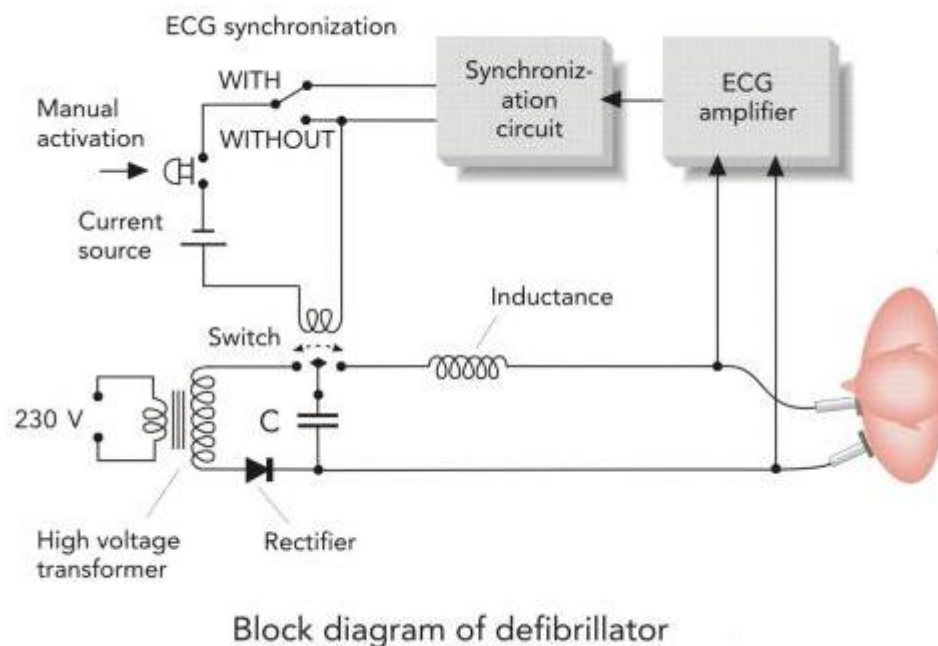 ECG synchronization
WITH
WITHOUT
Manual
activation
Current
source
Synchroniz-
ation
circuit
ECG
amplifier
Inductance
Switch
230 V
C
High voltage
transformer
Rectifier
Block diagram of defibrillator